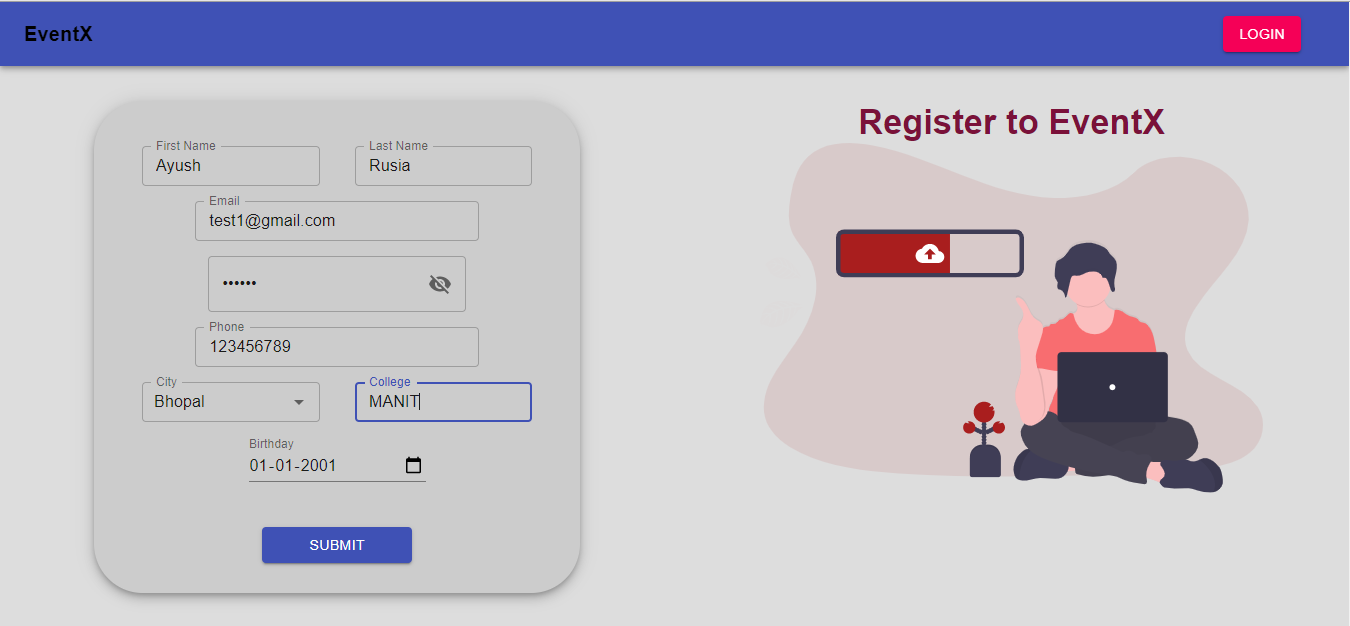 EventX
LOGIN
First Name
Ayush
Last Name
Rusia
Email
test1@gmail.com
••••••
Phone
123456789
City
Bhopal
College
MANIT
Birthday
01-01-2001
SUBMIT
Register to EventX